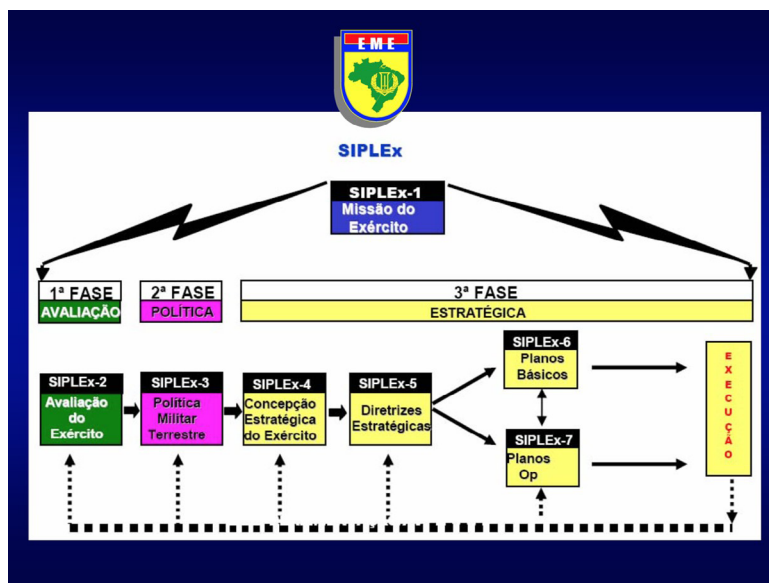 EME
SIPLEx
SIPLEx-1
Missão do
Exército
1ª FASE
AVALIAÇÃO
2ª FASE
POLÍTICA
3ª FASE
ESTRATÉGICA
SIPLEx-2
Avaliação
do
Exército
SIPLEx-3
Política
Militar
Terrestre
SIPLEx-4
Concepção
Estratégica
do Exército
SIPLEx-5
Diretrizes
Estratégicas
SIPLEx-6
Planos
Básicos
SIPLEx-7
Planos
Op
EXECUÇÃO